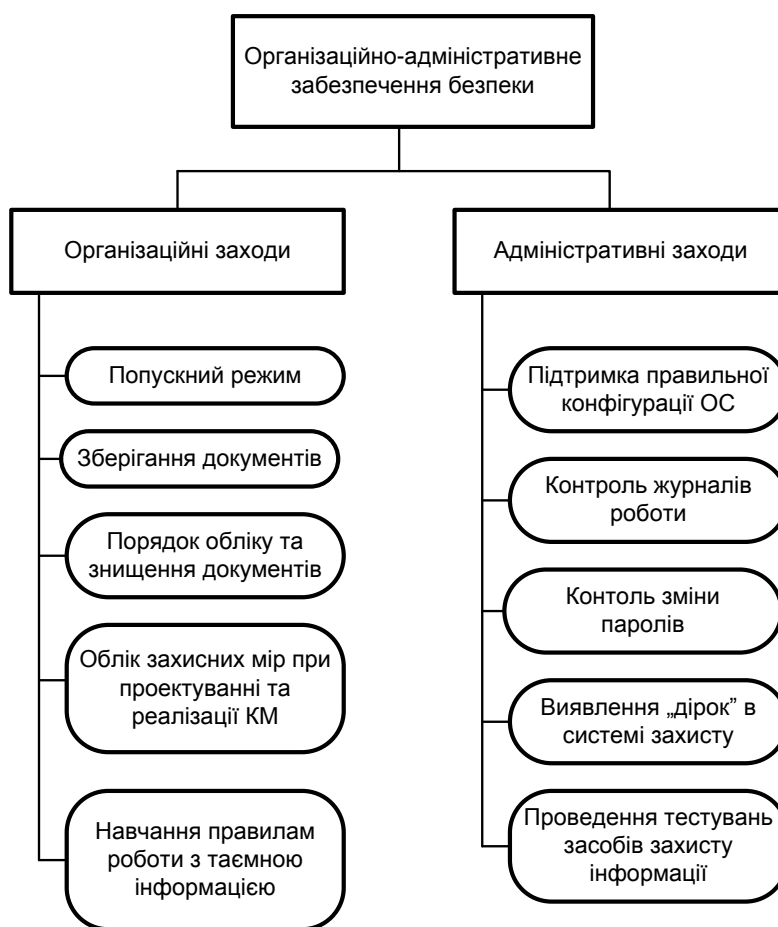 Організаційно-адміністративне
забезпечення безпеки
Організаційні заходи
Попускний режим
Зберігання документів
Порядок обліку та
знищення документів
Облік захисних мір при
проектуванні та
реалізації КМ
Навчання правилам
роботи з таємною
інформацією
Адміністративні заходи
Підтримка правильної
конфігурації ОС
Контроль журналів
роботи
Контоль зміни
паролів
Виявлення „дірок” в
системі захисту
Проведення тестувань
засобів захисту
інформації